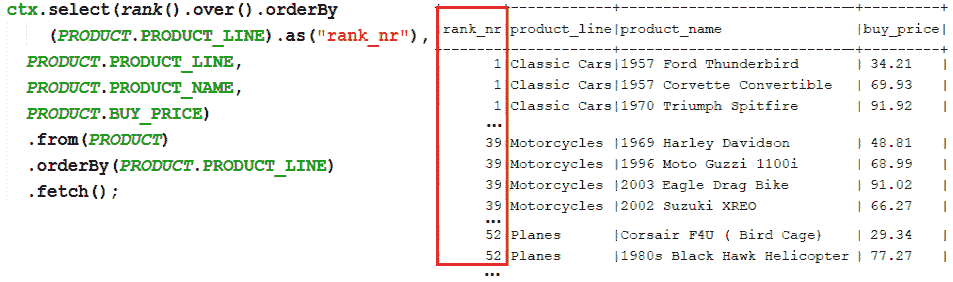 ctx.select(rank().over().orderBy
(PRODUCT.PRODUCT_LINE).as("rank_nr"),
PRODUCT.PRODUCT_LINE,
PRODUCT.PRODUCT_NAME,
PRODUCT.BUY_PRICE)
.from(PRODUCT)
.orderBy(PRODUCT.PRODUCT_LINE)
.fetch();
rank_nr|product_line|product_name |buy_price|
1|Classic Cars|1957 Ford Thunderbird | 34.21 |
1|Classic Cars|1957 Corvette Convertible | 69.93 |
1|Classic Cars|1970 Triumph Spitfire | 91.92 |
...
39|Motorcycles |1969 Harley Davidson | 48.81 |
39|Motorcycles |1996 Moto Guzzi 1100i | 68.99 |
39|Motorcycles |2003 Eagle Drag Bike | 91.02 |
39|Motorcycles |2002 Suzuki XREO | 66.27 |
...
52|Planes |Corsair F4U ( Bird Cage) | 29.34 |
52|Planes |1980s Black Hawk Helicopter | 77.27 |
...